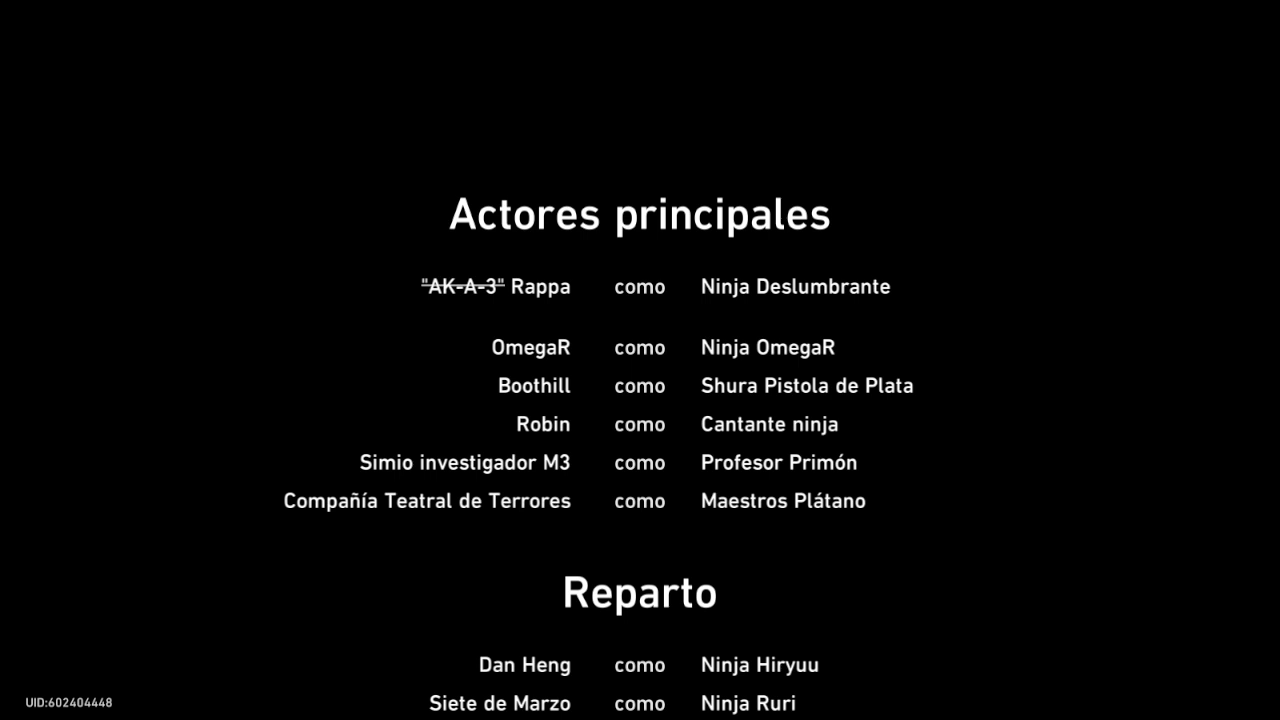 Actores principales
"AK-A-3" Rappa como Ninja Deslumbrante
OmegaR como Ninja OmegaR
Boothill como Shura Pistola de Plata
Robin como Cantante ninja
Simio investigador M3 como Profesor Primón
Compañía Teatral de Terrores como Maestros Plátano
Reparto
Dan Heng como Ninja Hiryuu
Siete de Marzo como Ninja Ruri
UID:602404448